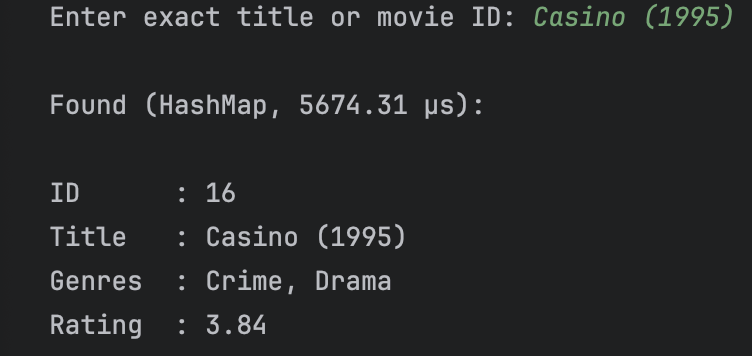 Enter exact title or movie ID: Casino (1995)
Found (HashMap, 5674.31 µs):
ID : 16
Title : Casino (1995)
Genres : Crime, Drama
Rating : 3.84